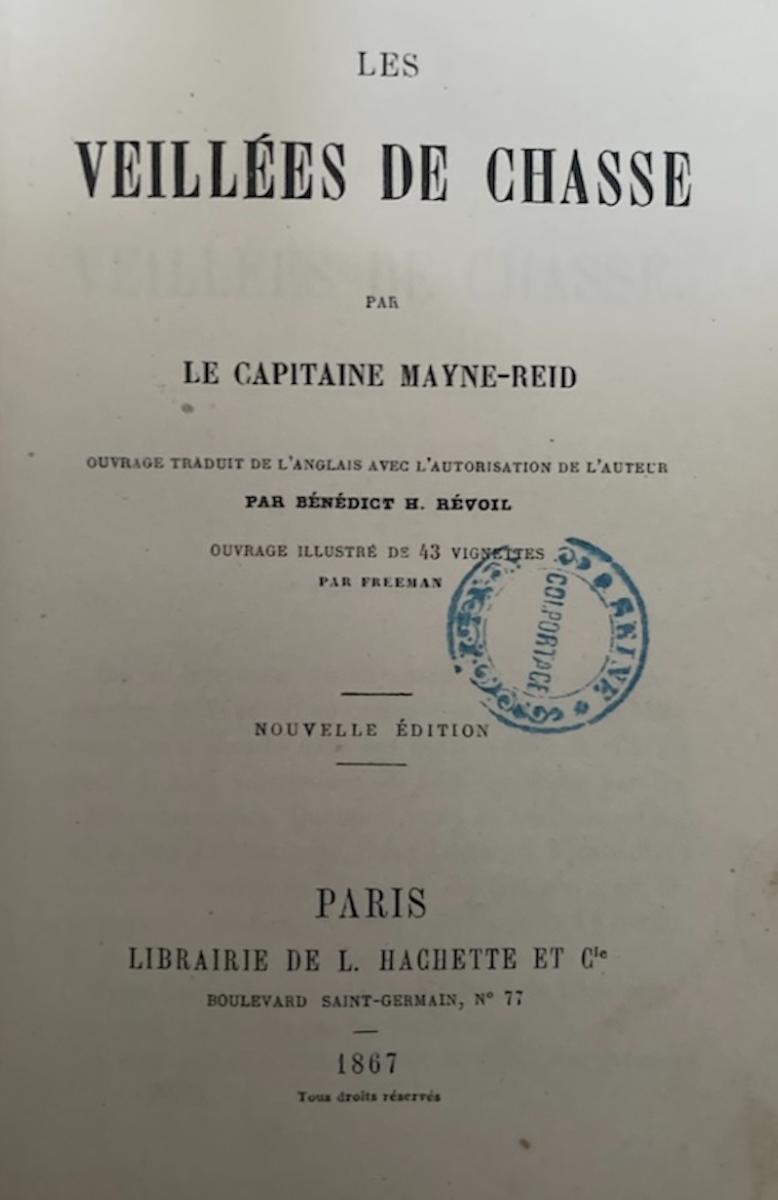 LES
VEILLÉES DE CHASSE
PAR
LE CAPITAINE MAYNE-REID
OUVRAGE TRADUIT DE L'ANGLAIS AVEC L'AUTORISATION DE L'AUTEUR
PAR BÉNÉDICT H. RÉVOIL
OUVRAGE ILLUSTRÉ DE 43 VIGNETTES
PAR FREEMAN
COLPORTAGE
SEINE
NOUVELLE ÉDITION
PARIS
LIBRAIRIE DE L. HACHETTE ET Cie
BOULEVARD SAINT-GERMAIN, N° 77
1867
Tous droits réservés